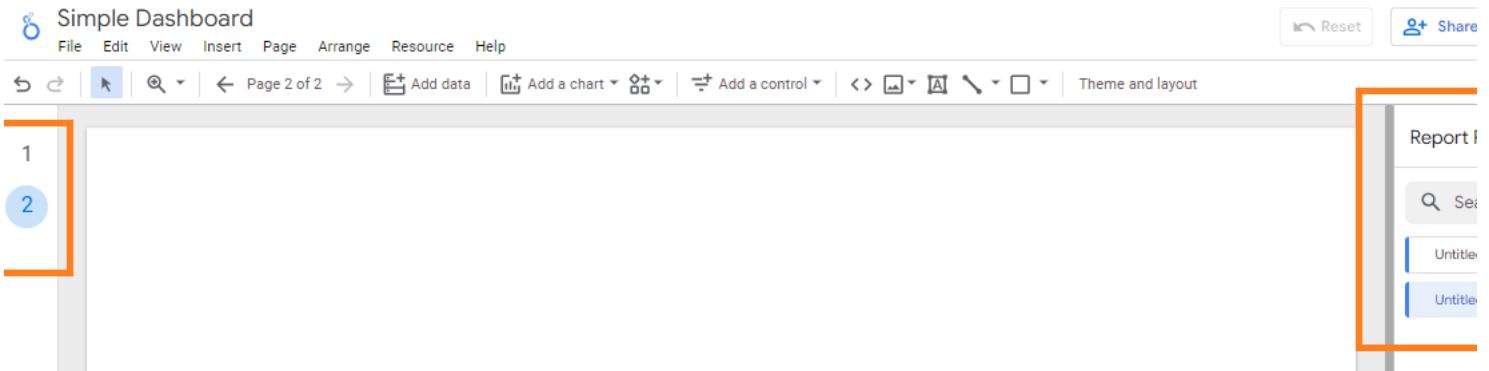 Simple Dashboard
File Edit View Insert Page Arrange Resource Help
Reset
Share
Page 2 of 2
Add data
Add a chart
Add a control
Theme and layout
1
2
Report